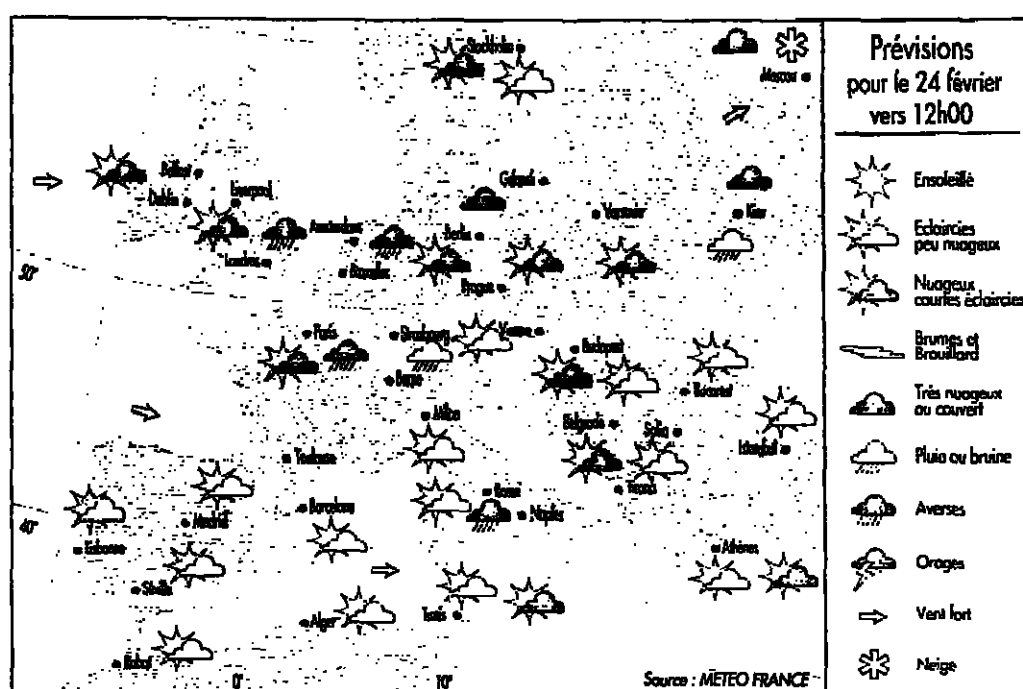 Stockholm
Moscou
Belfast
Dublin
Liverpool
Gdansk
Amsterdam
Berlin
Varsovie
Kiev
Londres
Bruxelles
50°
Prague
Paris
Strasbourg
Vienne
Budapest
Berne
Bucarest
Milan
Belgrade
Sofia
Istanbul
Toulouse
Tirana
Rome
Barcelone
Naples
Madrid
40°
Lisbonne
Athènes
Séville
Alger
Tunis
Rabat
0°
10°
Source : METEO FRANCE
Prévisions
pour le 24 février
vers 12h00
Ensoleillé
Eclaircies
peu nuageux
Nuageux
courtes éclaircies
Brumes et
Brouillard
Très nuageux
ou couvert
Pluie ou bruine
Averses
Orages
Vent fort
Neige